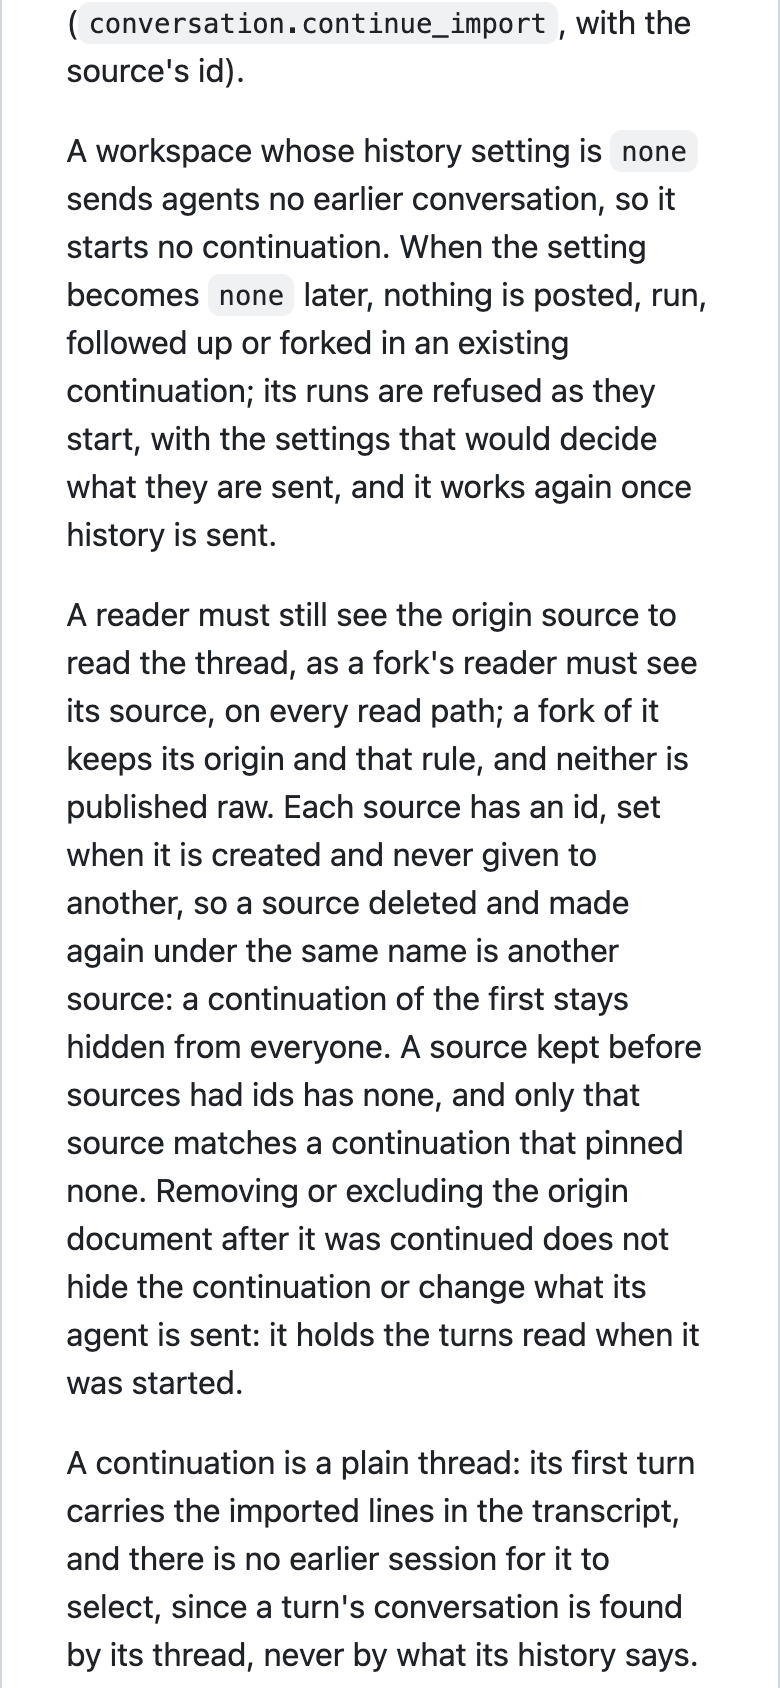 (conversation.continue_import, with the
source's id).
A workspace whose history setting is none
sends agents no earlier conversation, so it
starts no continuation. When the setting
becomes none later, nothing is posted, run,
followed up or forked in an existing
continuation; its runs are refused as they
start, with the settings that would decide
what they are sent, and it works again once
history is sent.
A reader must still see the origin source to
read the thread, as a fork's reader must see
its source, on every read path; a fork of it
keeps its origin and that rule, and neither is
published raw. Each source has an id, set
when it is created and never given to
another, so a source deleted and made
again under the same name is another
source: a continuation of the first stays
hidden from everyone. A source kept before
sources had ids has none, and only that
source matches a continuation that pinned
none. Removing or excluding the origin
document after it was continued does not
hide the continuation or change what its
agent is sent: it holds the turns read when it
was started.
A continuation is a plain thread: its first turn
carries the imported lines in the transcript,
and there is no earlier session for it to
select, since a turn's conversation is found
by its thread, never by what its history says.